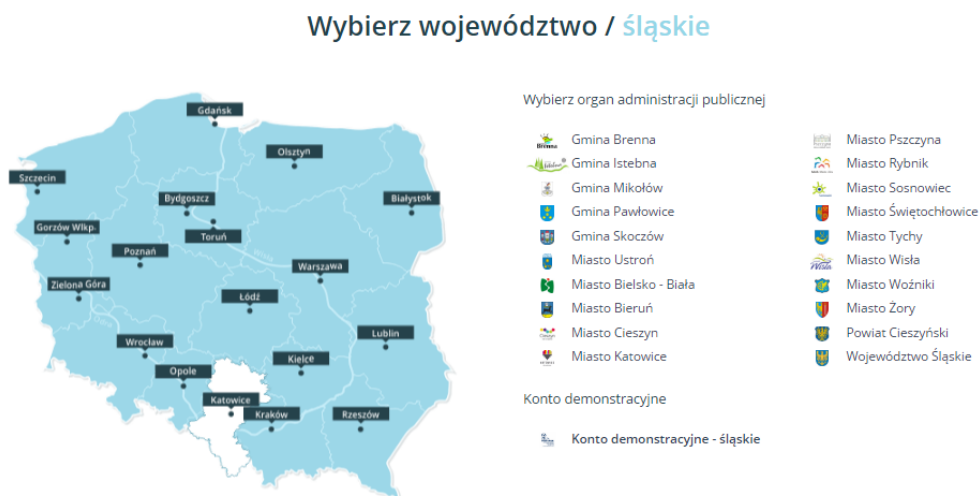 Wybierz województwo / śląskie
Gdańsk
Olsztyn
Szczecin
Bydgoszcz
Białystok
Gorzów Wlkp.
Toruń
Poznań
Wisła
Warszawa
Zielona Góra
Łódź
Lublin
Wrocław
Kielce
Opole
Katowice
Kraków
Rzeszów
Wybierz organ administracji publicznej
Brenna
Gmina Brenna
Gmina Istebna
Gmina Mikołów
Gmina Pawłowice
Gmina Skoczów
Miasto Ustroń
Miasto Bielsko - Biała
Miasto Bieruń
Miasto Cieszyn
Miasto Katowice
Miasto Pszczyna
Miasto Rybnik
Miasto Sosnowiec
Miasto Świętochłowice
Miasto Tychy
Wisła
Miasto Wisła
Miasto Woźniki
Miasto Żory
Powiat Cieszyński
Województwo Śląskie
Konto demonstracyjne
Konto demonstracyjne - śląskie